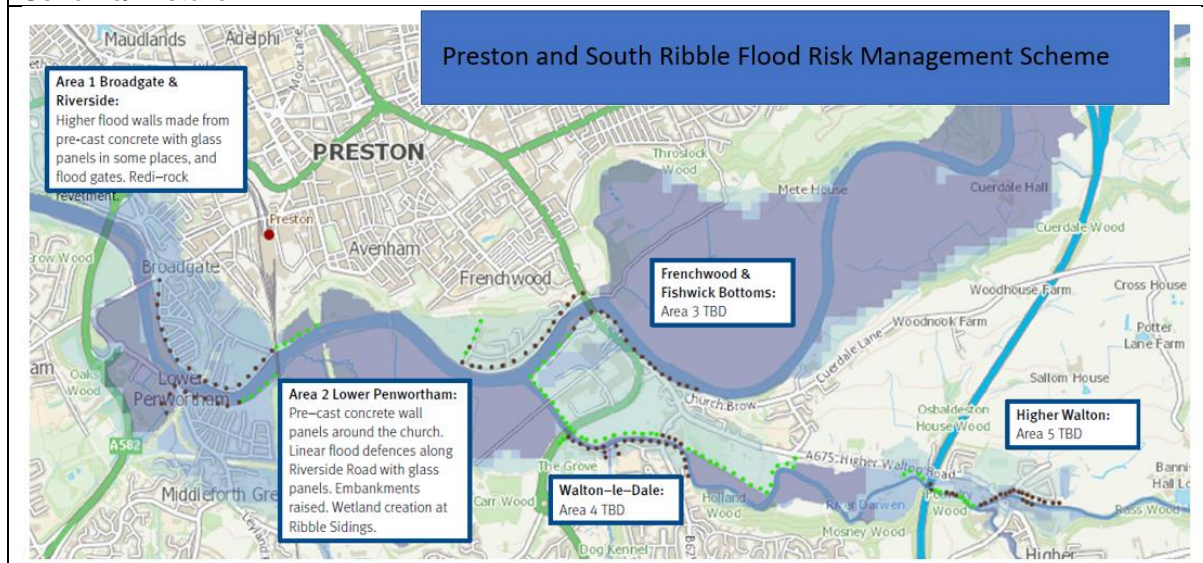 Preston and South Ribble Flood Risk Management Scheme
Maudlands
Adelphi
Moor Lane
Area 1 Broadgate &
Riverside:
Higher flood walls made from
pre-cast concrete with glass
panels in some places, and
flood gates. Redi–rock
revetment.
PRESTON
Preston
Throslock
Wood
Mete House
Cuerdale Hall
Cuerdale Wood
Avenham
Broadgate
Frenchwood
Frenchwood &
Fishwick Bottoms:
Area 3 TBD
Woodhouse Farm
Cross House
Woodnook Farm
Potter
Lane Farm
Cuerdale Lane
Oaks
Wood
Lower
Penwortham
Sallom House
Church Brow
Area 2 Lower Penwortham:
Pre–cast concrete wall
panels around the church.
Linear flood defences along
Riverside Road with glass
panels. Embankments
raised. Wetland creation at
Ribble Sidings.
Osbaldeston
House Wood
Higher Walton:
Area 5 TBD
A582
A675-Higher Walton Road
The Grove
Walton–le–Dale:
Area 4 TBD
Middleforth Gre
Carr Wood
Holland
Wood
River Darwen
Mosney Wood
Wood
Dog Kennel
Higher